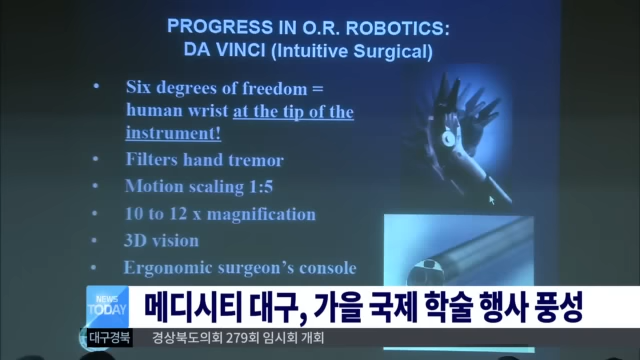 PROGRESS IN O.R. ROBOTICS:
DA VINCI (Intuitive Surgical)
• Six degrees of freedom =
human wrist at the tip of the
instrument!
• Filters hand tremor
• Motion scaling 1:5
• 10 to 12 x magnification
• 3D vision
• Ergonomic surgeon's console
NEWS
TODAY
메디시티 대구, 가을 국제 학술 행사 풍성
대구경북
경상북도의회 279회 임시회 개회